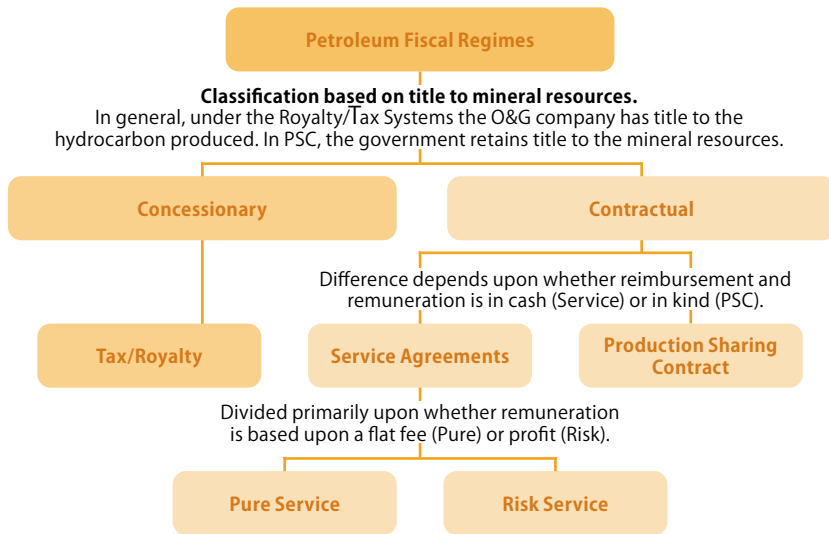 Petroleum Fiscal Regimes
Classification based on title to mineral resources.
In general, under the Royalty/Tax Systems the O&G company has title to the
hydrocarbon produced. In PSC, the government retains title to the mineral resources.
Concessionary
Contractual
Difference depends upon whether reimbursement and
remuneration is in cash (Service) or in kind (PSC).
Tax/Royalty
Service Agreements
Production Sharing
Contract
Divided primarily upon whether remuneration
is based upon a flat fee (Pure) or profit (Risk).
Pure Service
Risk Service